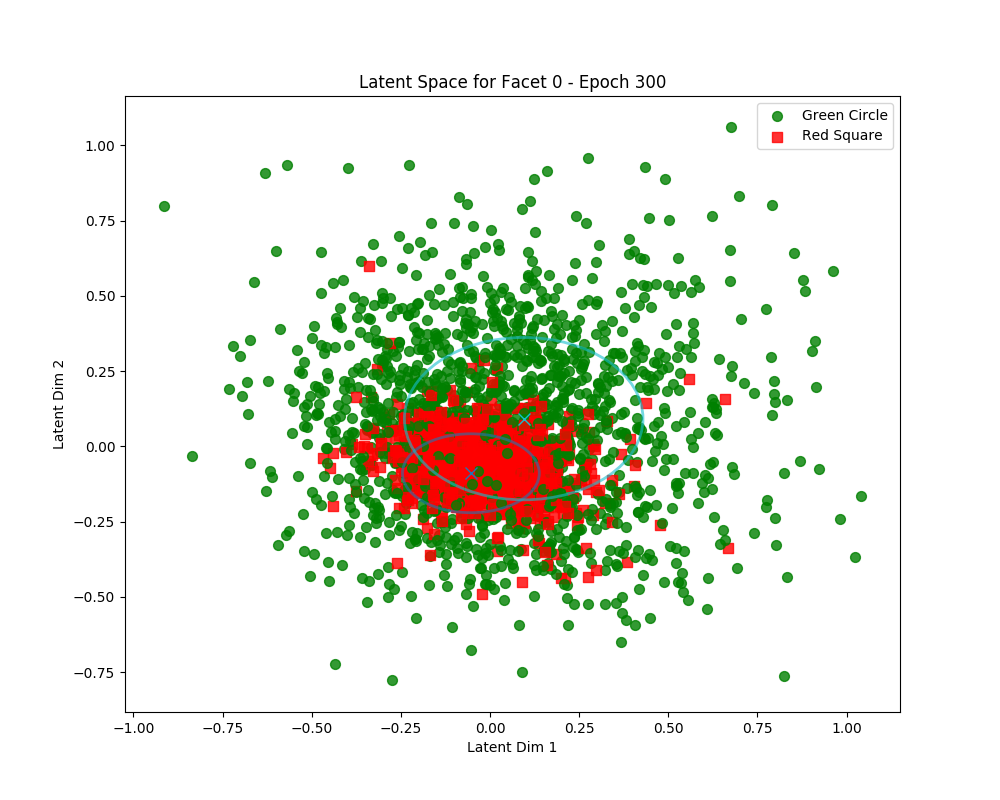 Latent Space for Facet 0 - Epoch 300
Green Circle
Red Square
1.00
0.75
0.50
0.25
0.00
−0.25
−0.50
−0.75
Latent Dim 2
−1.00 −0.75 −0.50 −0.25 0.00 0.25 0.50 0.75 1.00
Latent Dim 1